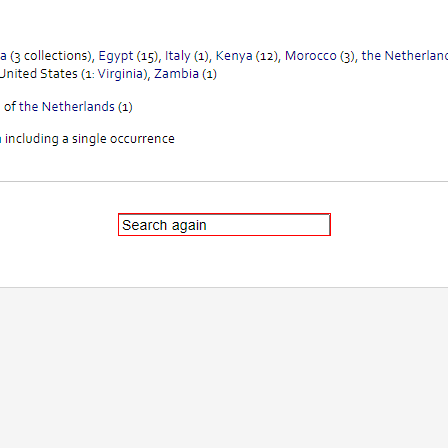 a (3 collections), Egypt (15), Italy (1), Kenya (12), Morocco (3), the Netherlan
United States (1: Virginia), Zambia (1)
of the Netherlands (1)
including a single occurrence
Search again